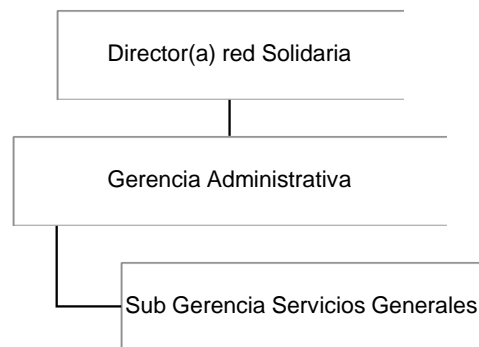 Director(a) red Solidaria
Gerencia Administrativa
Sub Gerencia Servicios Generales